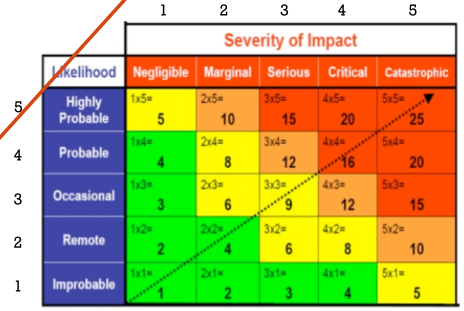 1 2 3 4 5
Severity of Impact
Likelihood Negligible Marginal Serious Critical Catastrophic
5 Highly Probable 1x5= 5 2x5= 10 3x5= 15 4x5= 20 5x5= 25
4 Probable 1x4= 4 2x4= 8 3x4= 12 4x4= 16 5x4= 20
3 Occasional 1x3= 3 2x3= 6 3x3= 9 4x3= 12 5x3= 15
2 Remote 1x2= 2 2x2= 4 3x2= 6 4x2= 8 5x2= 10
1 Improbable 1x1= 1 2x1= 2 3x1= 3 4x1= 4 5x1= 5